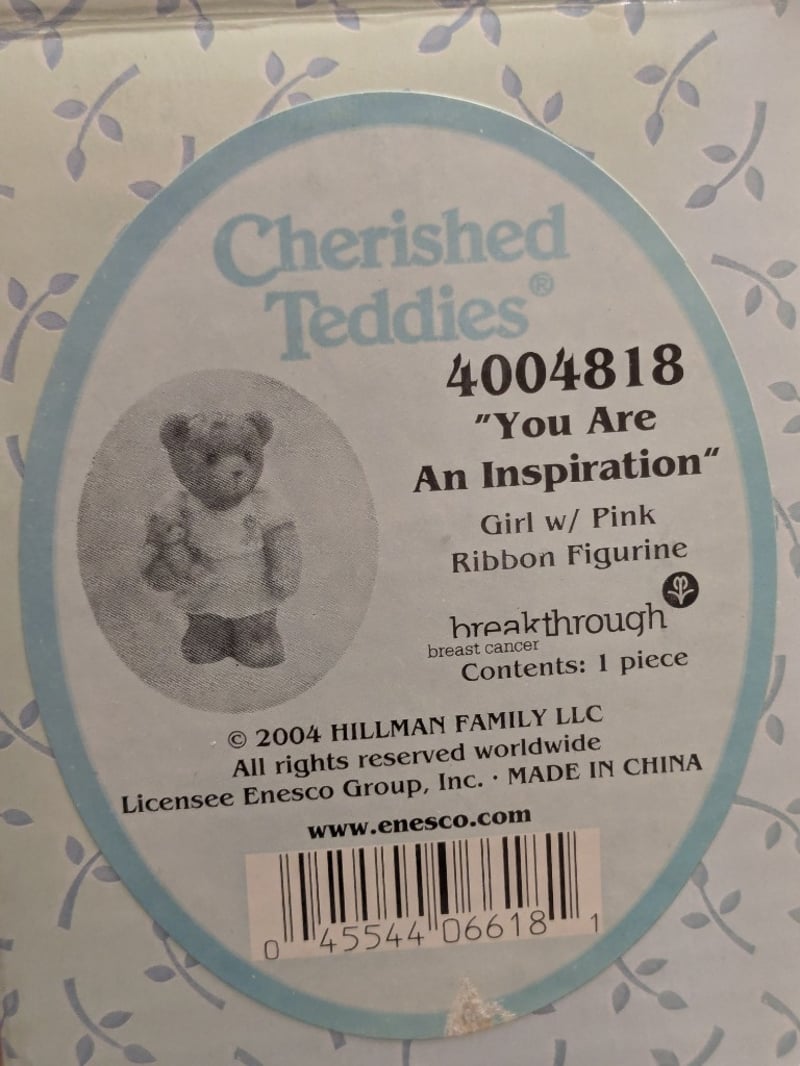 Cherished
Teddies®
4004818
"You Are
An Inspiration"
Girl w/ Pink
Ribbon Figurine
breakthrough
breast cancer
Contents: 1 piece
© 2004 HILLMAN FAMILY LLC
All rights reserved worldwide
Licensee Enesco Group, Inc. · MADE IN CHINA
www.enesco.com
0 45544 06618 1